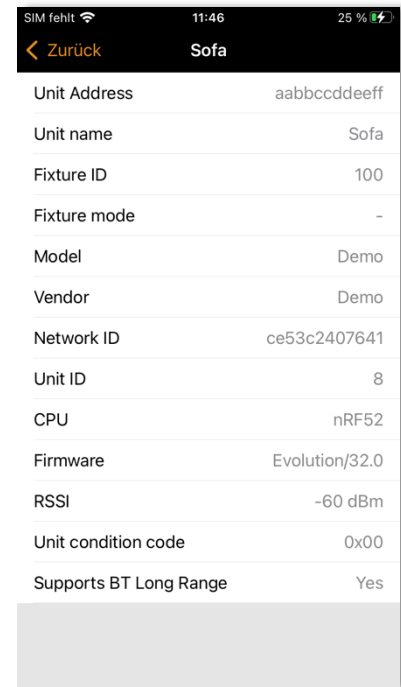 SIM fehlt 11:46 25 %
Zurück Sofa
Unit Address aabbccddeeff
Unit name Sofa
Fixture ID 100
Fixture mode -
Model Demo
Vendor Demo
Network ID ce53c2407641
Unit ID 8
CPU nRF52
Firmware Evolution/32.0
RSSI -60 dBm
Unit condition code 0x00
Supports BT Long Range Yes